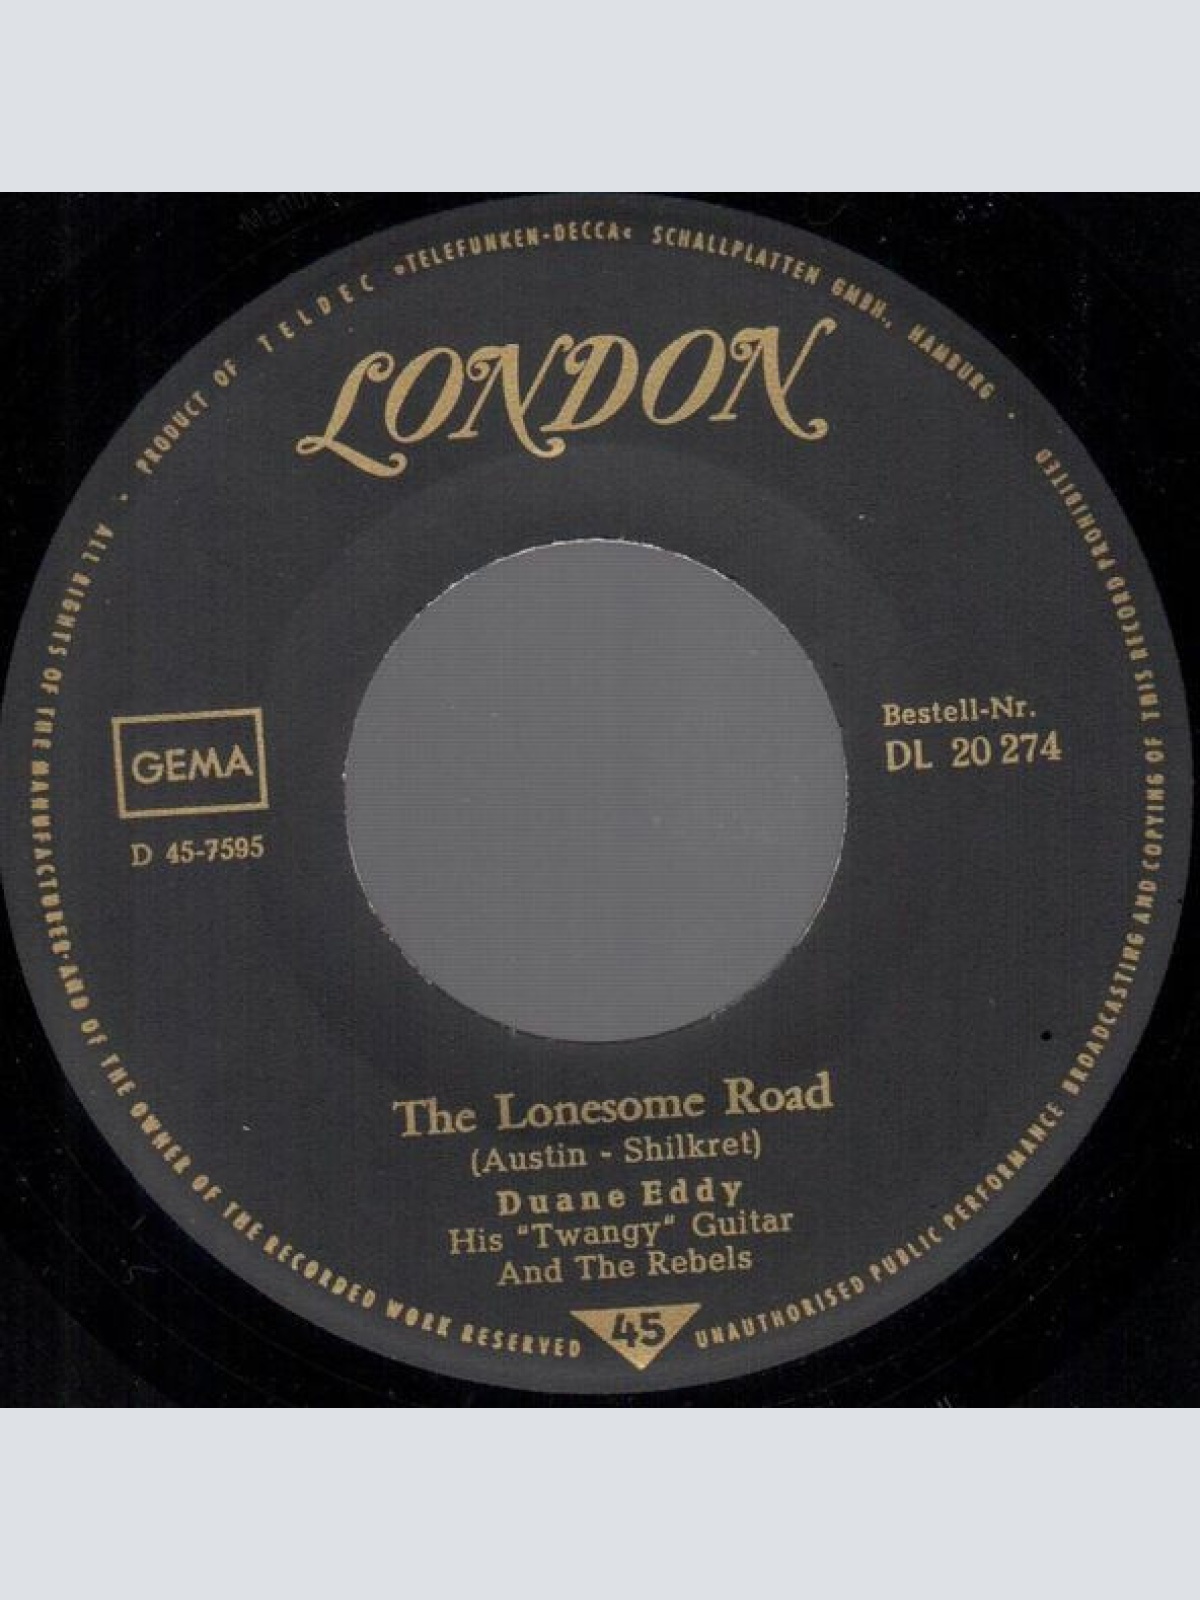 PRODUCT OF TELDEC »TELEFUNKEN-DECCA« SCHALLPLATTEN GMBH., HAMBURG ·
LONDON
GEMA
D 45-7595
Bestell-Nr.
DL 20 274
The Lonesome Road
(Austin - Shilkret)
Duane Eddy
His "Twangy" Guitar
And The Rebels
45
· ALL RIGHTS OF THE MANUFACTURER AND OF THE OWNER OF THE RECORDED WORK RESERVED
UNAUTHORISED PUBLIC PERFORMANCE BROADCASTING AND COPYING OF THIS RECORD PROHIBITED